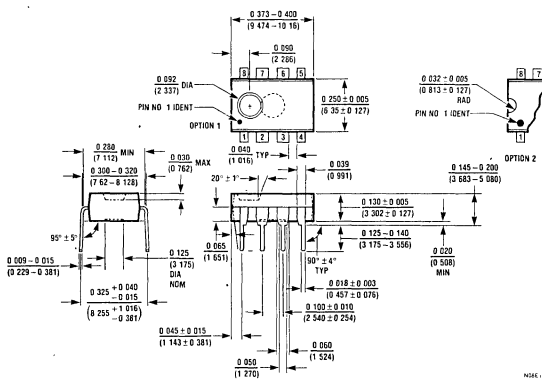 0.373 – 0.400
(9 474 – 10 16)
0.090
(2 286)
8 7 6 5
8 7
0.092 DIA
(2 337)
0.032 ± 0.005
(0 813 ± 0 127)
RAD
0.250 ± 0.005
(6 35 ± 0 127)
PIN NO 1 IDENT
PIN NO 1 IDENT
OPTION 1
1 2 3 4
1
OPTION 2
0.280 MIN
(7 112)
0.040 TYP
(1 016)
0.030 MAX
(0 762)
0.039
(0 991)
0.300 – 0.320
(7 62 – 8 128)
20° ± 1°
0.145 – 0.200
(3 683 – 5 080)
0.130 ± 0.005
(3 302 ± 0 127)
95° ± 5°
0.065
(1 651)
0.125 – 0.140
(3 175 – 3 556)
0.009 – 0.015
(0 229 – 0 381)
0.125
(3 175)
DIA
NOM
90° ± 4°
TYP
0.020
(0 508)
MIN
0.018 ± 0.003
(0 457 ± 0 076)
0.325 + 0.040
– 0.015
(8 255 + 1 016
– 0 381)
0.100 ± 0.010
(2 540 ± 0 254)
0.045 ± 0.015
(1 143 ± 0 381)
0.060
(1 524)
0.050
(1 270)